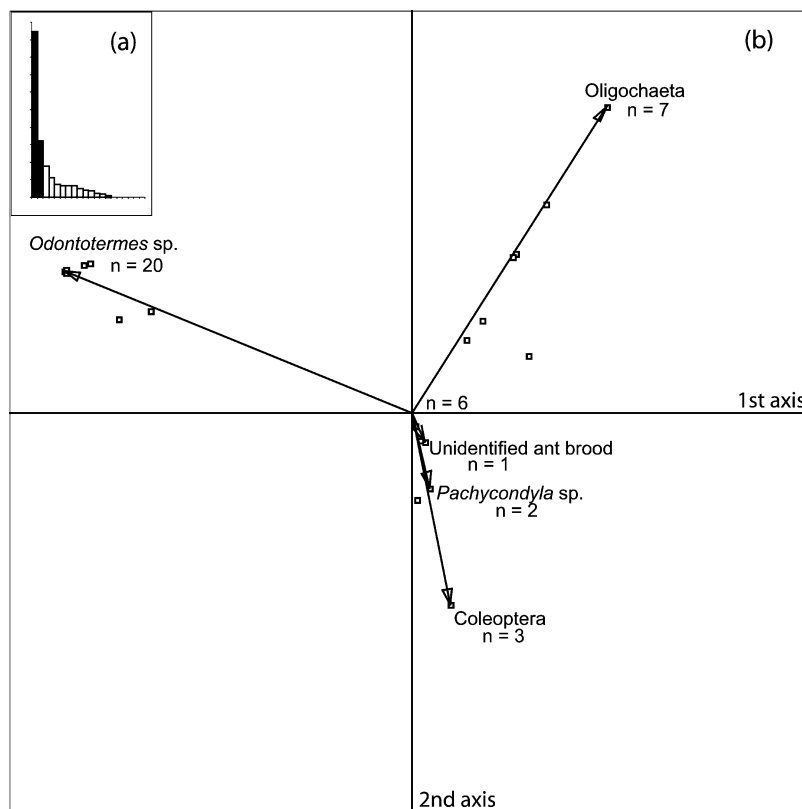 (a)
(b)
Oligochaeta
n = 7
Odontotermes sp.
n = 20
n = 6
1st axis
Unidentified ant brood
n = 1
Pachycondyla sp.
n = 2
Coleoptera
n = 3
2nd axis